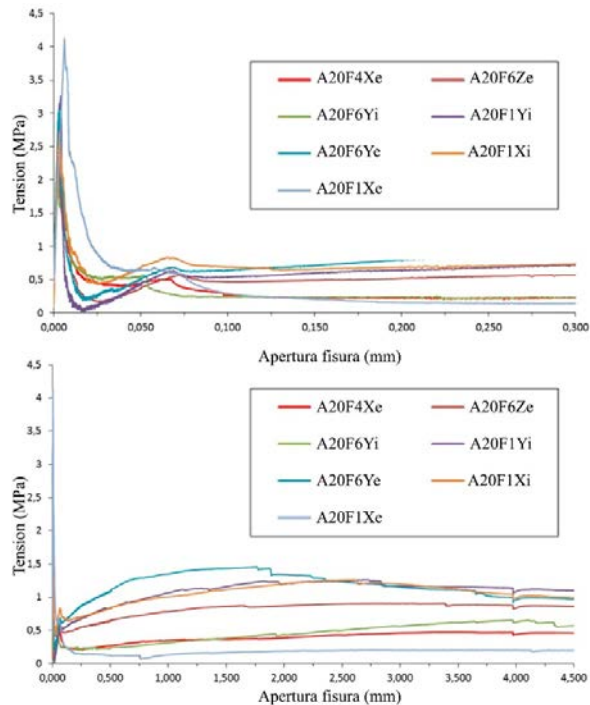 4,5
4
3,5
3
2,5
2
1,5
1
0,5
0
Tension (MPa)
A20F4Xe A20F6Ze
A20F6Yi A20F1Yi
A20F6Ye A20F1Xi
A20F1Xe
0,000 0,050 0,100 0,150 0,200 0,250 0,300
Apertura fisura (mm)
4,5
4
3,5
3
2,5
2
1,5
1
0,5
0
Tension (MPa)
A20F4Xe A20F6Ze
A20F6Yi A20F1Yi
A20F6Ye A20F1Xi
A20F1Xe
0,000 0,500 1,000 1,500 2,000 2,500 3,000 3,500 4,000 4,500
Apertura fisura (mm)